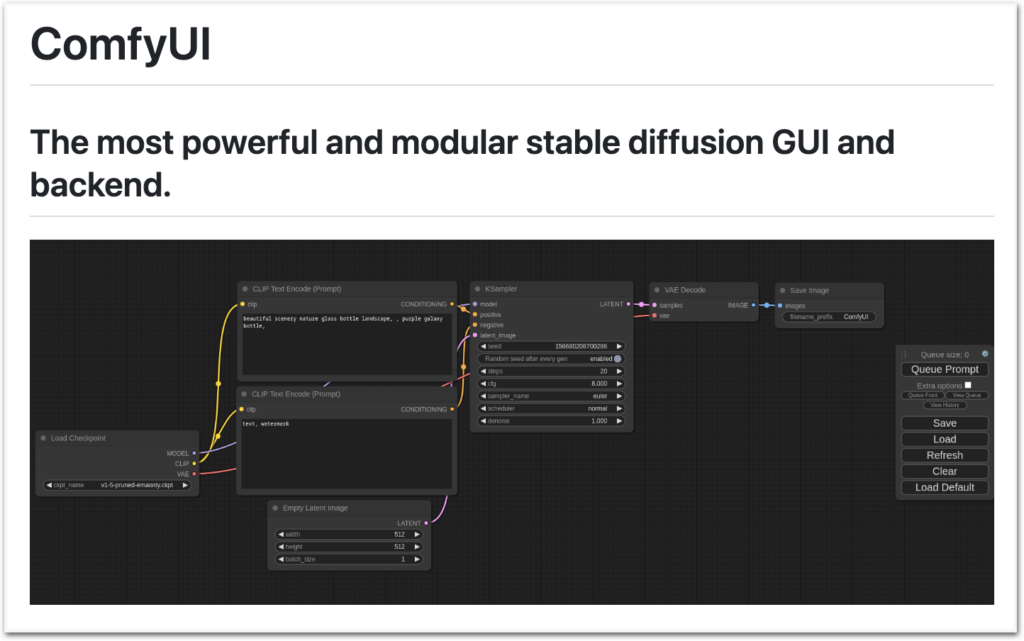 ComfyUI
The most powerful and modular stable diffusion GUI and
backend.
CLIP Text Encode (Prompt)
clip
CONDITIONING
beautiful scenery nature glass bottle landscape, , purple galaxy
bottle,
CLIP Text Encode (Prompt)
clip
CONDITIONING
text, watermark
Load Checkpoint
MODEL
CLIP
VAE
ckpt_name v1-5-pruned-emaonly.ckpt
Empty Latent Image
LATENT
width 512
height 512
batch_size 1
KSampler
model LATENT
positive
negative
latent_image
seed 156680208700286
Random seed after every gen enabled
steps 20
cfg 8.000
sampler_name euler
scheduler normal
denoise 1.000
VAE Decode
samples IMAGE
vae
Save Image
images
filename_prefix ComfyUI
Queue size: 0
Queue Prompt
Extra options
Queue Front View Queue
View History
Save
Load
Refresh
Clear
Load Default